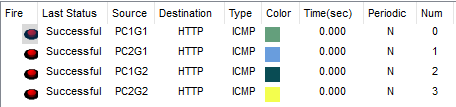 Fire Last Status Source Destination Type Color Time(sec) Periodic Num
Successful PC1G1 HTTP ICMP 0.000 N 0
Successful PC2G1 HTTP ICMP 0.000 N 1
Successful PC1G2 HTTP ICMP 0.000 N 2
Successful PC2G2 HTTP ICMP 0.000 N 3